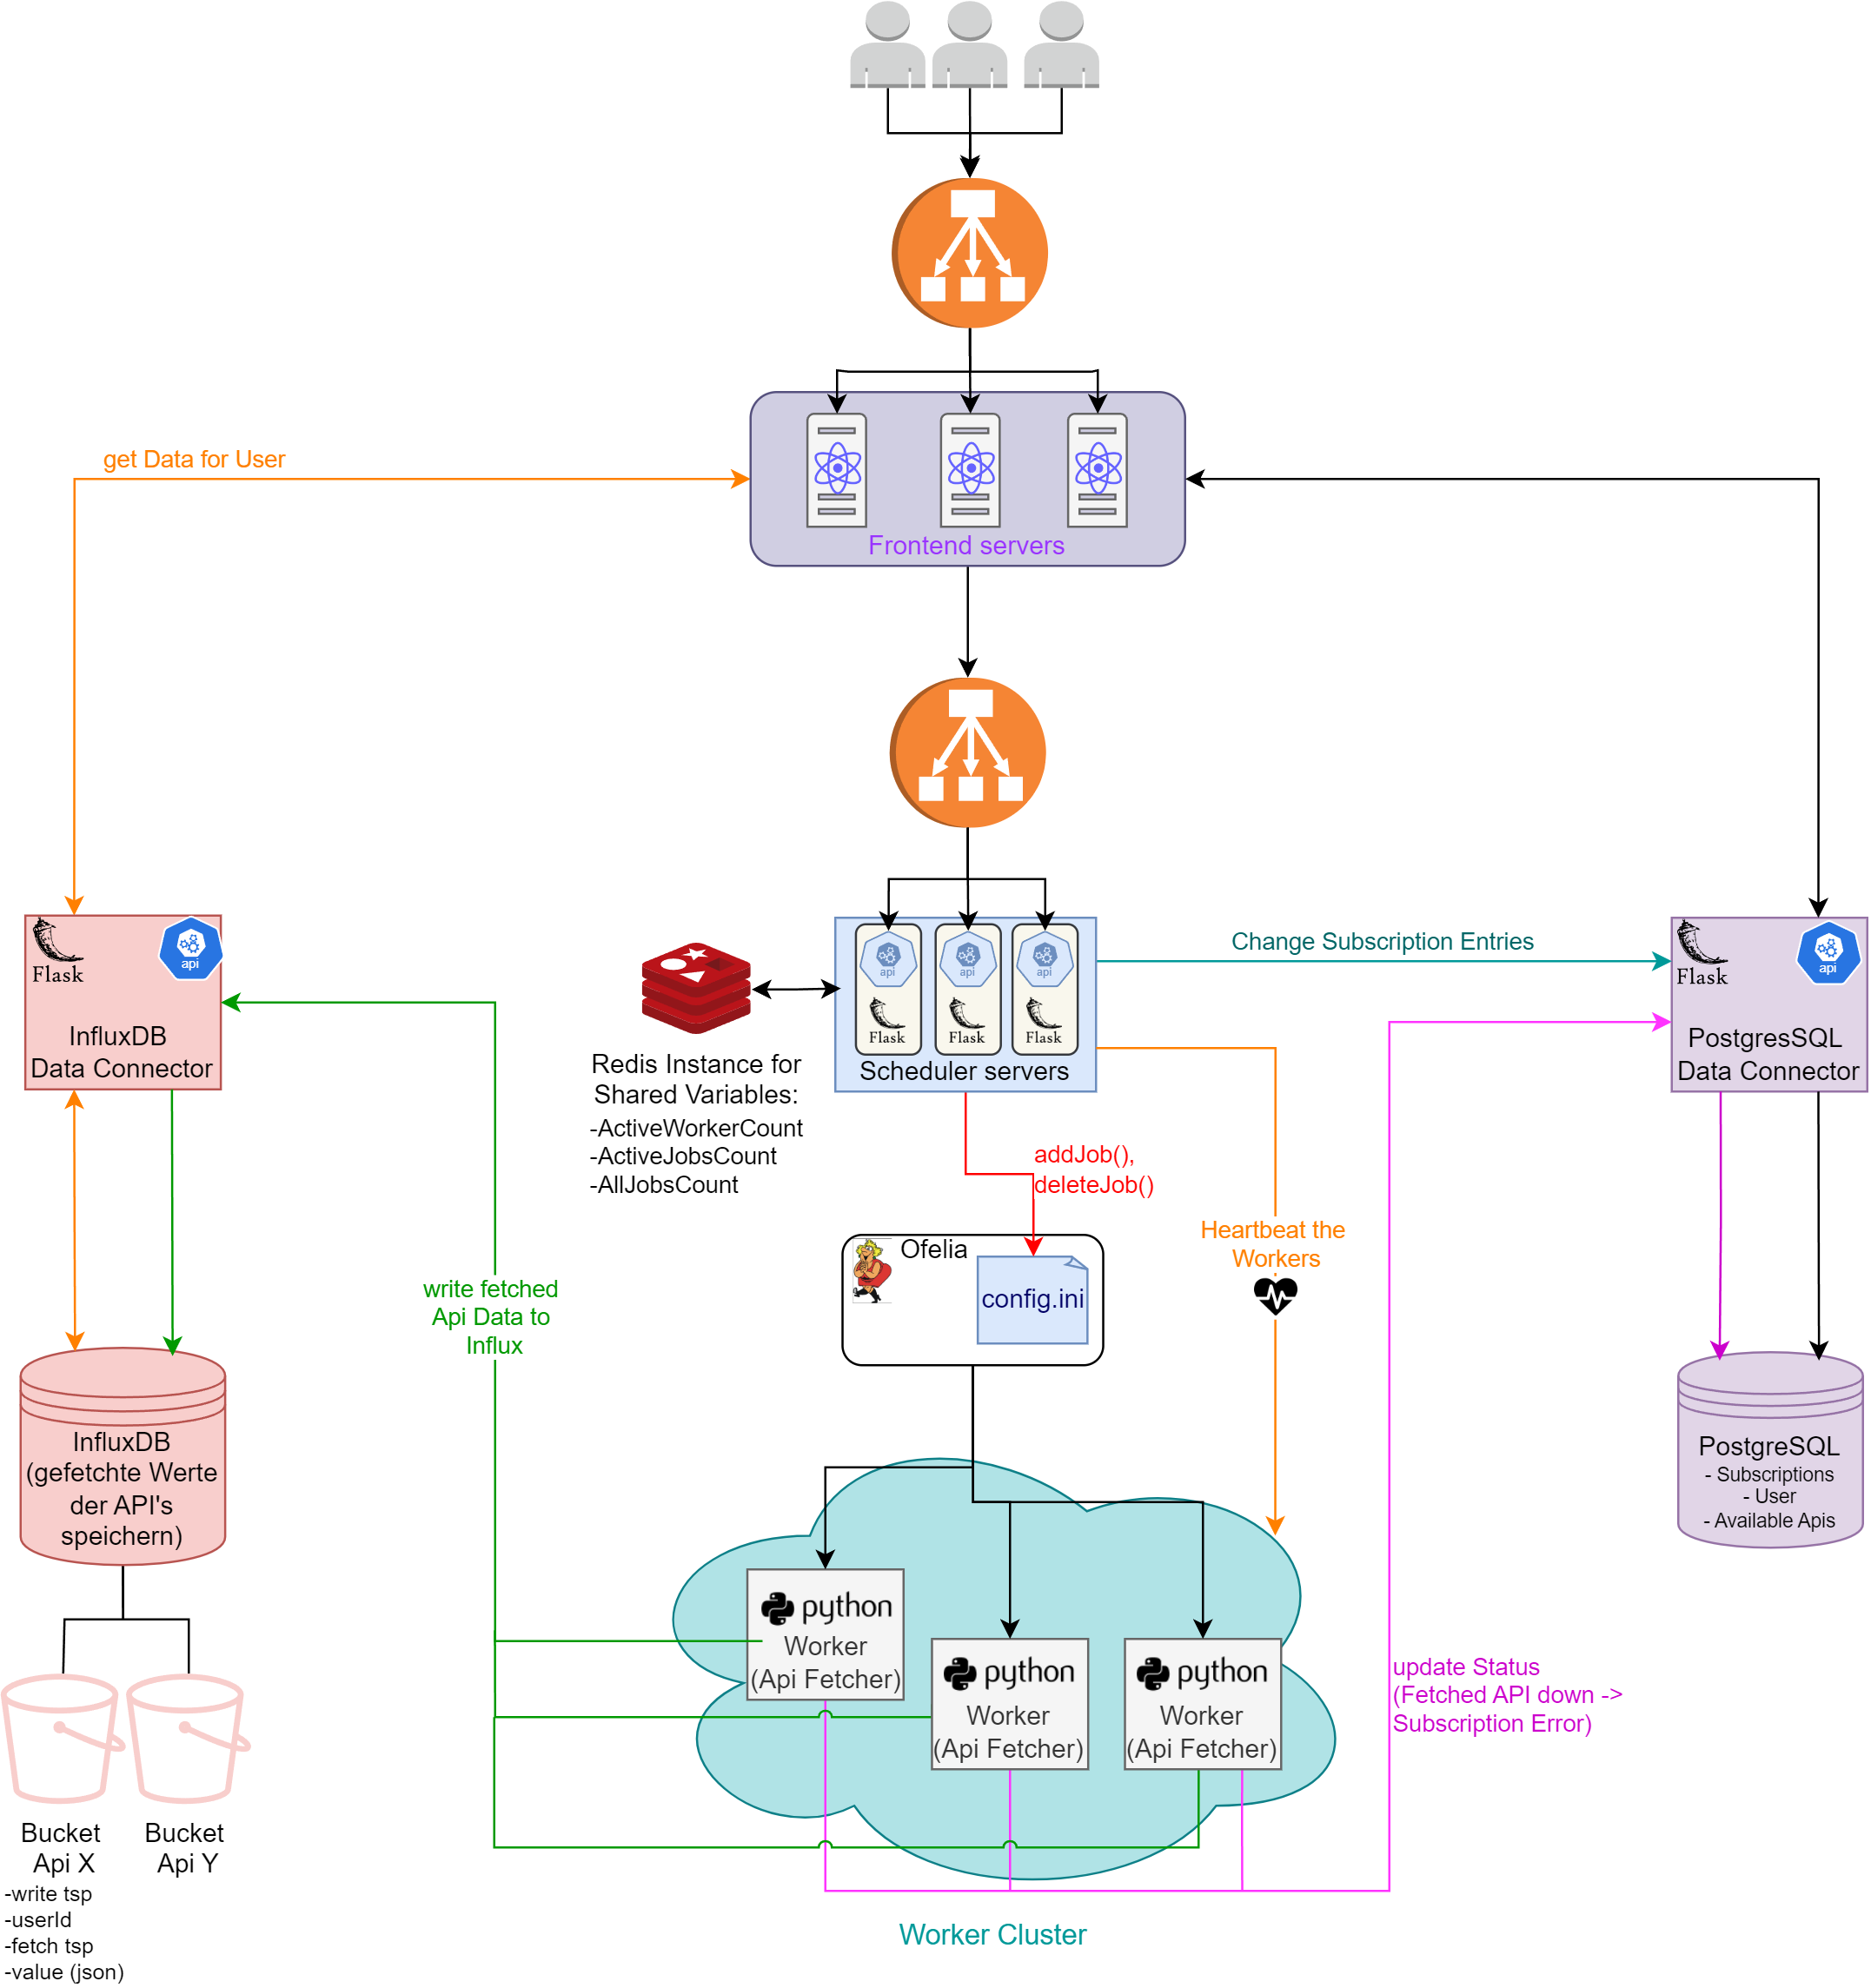 get Data for User
Frontend servers
Flask
api
InfluxDB
Data Connector
Redis Instance for
Shared Variables:
-ActiveWorkerCount
-ActiveJobsCount
-AllJobsCount
api
api
api
Flask
Flask
Flask
Scheduler servers
Change Subscription Entries
Flask
api
PostgresSQL
Data Connector
addJob(),
deleteJob()
Ofelia
config.ini
Heartbeat the
Workers
write fetched
Api Data to
Influx
InfluxDB
(gefetchte Werte
der API's
speichern)
PostgreSQL
- Subscriptions
- User
- Available Apis
python
Worker
(Api Fetcher)
python
Worker
(Api Fetcher)
python
Worker
(Api Fetcher)
update Status
(Fetched API down ->
Subscription Error)
Bucket
Api X
Bucket
Api Y
-write tsp
-userId
-fetch tsp
-value (json)
Worker Cluster